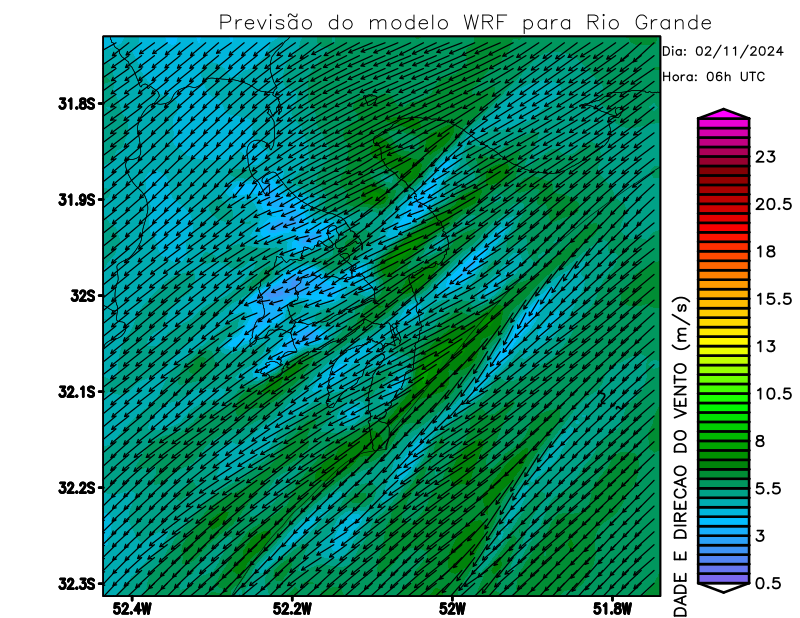 Previsão do modelo WRF para Rio Grande
Dia: 02/11/2024
Hora: 06h UTC
31.8S
31.9S
32S
32.1S
32.2S
32.3S
52.4W
52.2W
52W
51.8W
23
20.5
18
15.5
13
10.5
8
5.5
3
0.5
DADE E DIRECAO DO VENTO (m/s)